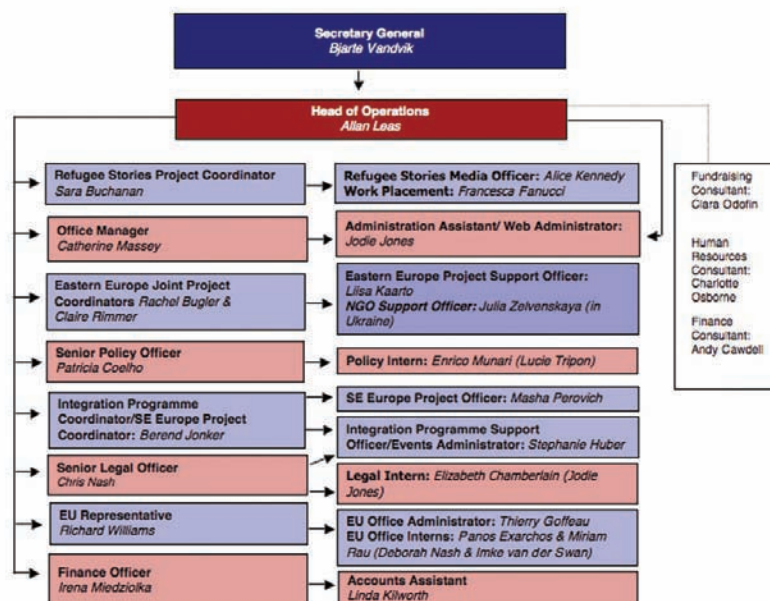 Secretary General
Bjarte Vandvik
Head of Operations
Allan Leas
Refugee Stories Project Coordinator
Sara Buchanan
Refugee Stories Media Officer: Alice Kennedy
Work Placement: Francesca Fanucci
Office Manager
Catherine Massey
Administration Assistant/ Web Administrator:
Jodie Jones
Eastern Europe Joint Project
Coordinators Rachel Bugler &
Claire Rimmer
Eastern Europe Project Support Officer:
Liisa Kaarto
NGO Support Officer: Julia Zelvenskaya (in
Ukraine)
Senior Policy Officer
Patricia Coelho
Policy Intern: Enrico Munari (Lucie Tripon)
Integration Programme
Coordinator/SE Europe Project
Coordinator: Berend Jonker
SE Europe Project Officer: Masha Perovich
Integration Programme Support
Officer/Events Administrator: Stephanie Huber
Senior Legal Officer
Chris Nash
Legal Intern: Elizabeth Chamberlain (Jodie
Jones)
EU Representative
Richard Williams
EU Office Administrator: Thierry Goffeau
EU Office Interns: Panos Exarchos & Miriam
Rau (Deborah Nash & Imke van der Swan)
Finance Officer
Irena Miedziolka
Accounts Assistant
Linda Kilworth
Fundraising
Consultant:
Clara Odofin
Human
Resources
Consultant:
Charlotte
Osborne
Finance
Consultant:
Andy Cawdell